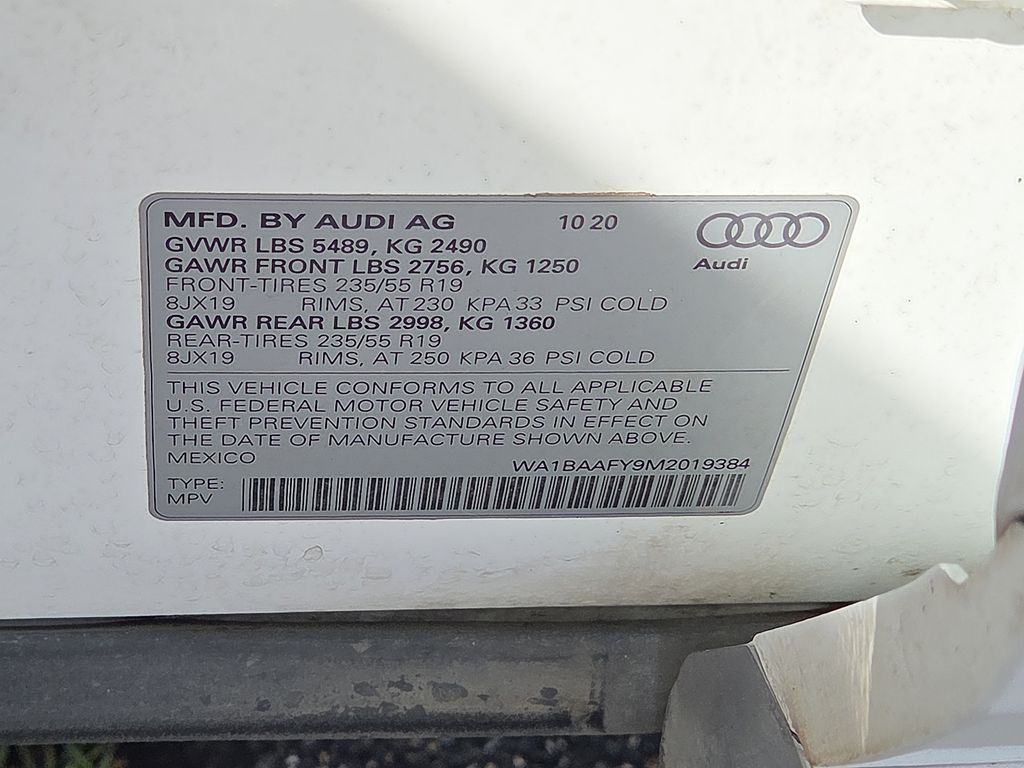 MFD. BY AUDI AG 10 20
GVWR LBS 5489, KG 2490
GAWR FRONT LBS 2756, KG 1250
Audi
FRONT-TIRES 235/55 R19
8JX19 RIMS, AT 230 KPA 33 PSI COLD
GAWR REAR LBS 2998, KG 1360
REAR-TIRES 235/55 R19
8JX19 RIMS, AT 250 KPA 36 PSI COLD
THIS VEHICLE CONFORMS TO ALL APPLICABLE
U.S. FEDERAL MOTOR VEHICLE SAFETY AND
THEFT PREVENTION STANDARDS IN EFFECT ON
THE DATE OF MANUFACTURE SHOWN ABOVE.
MEXICO
WA1BAAFY9M2019384
TYPE:
MPV